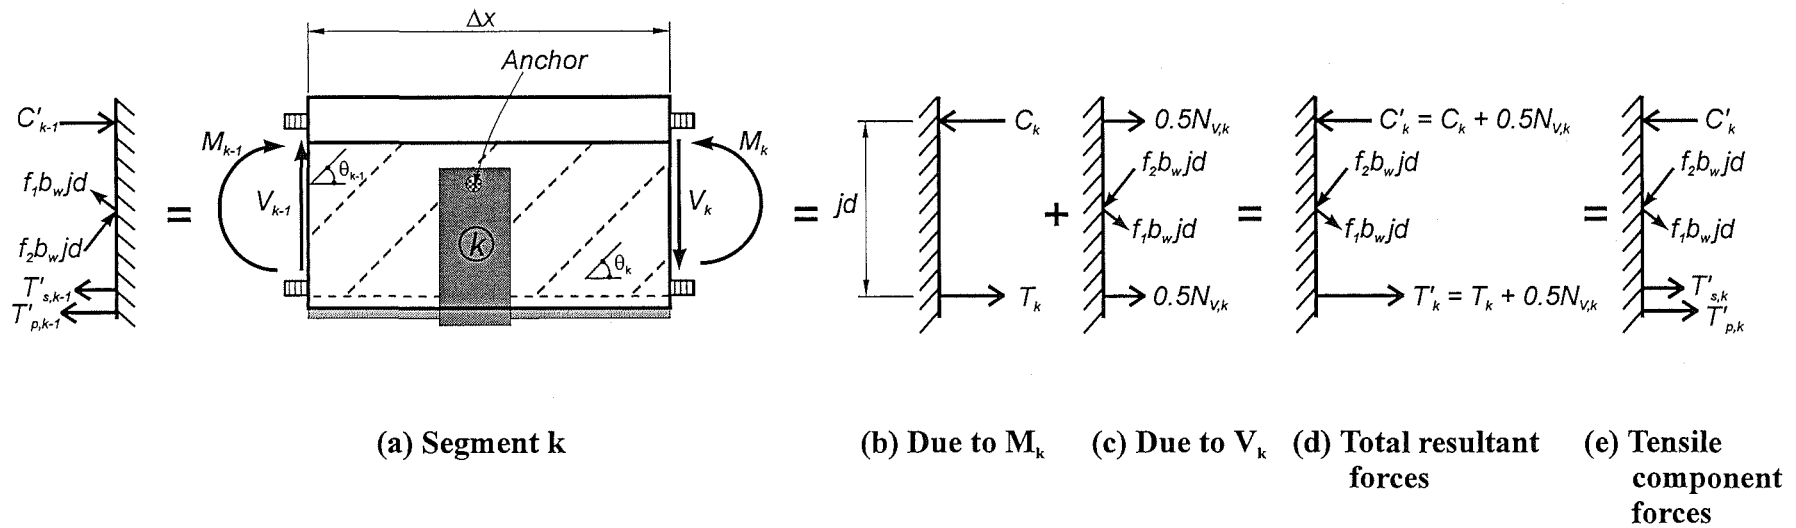 Δx
Anchor
C'k-1
Mk-1
Mk
θk-1
f1bwjd
Vk-1
Vk
k
f2bwjd
θk
T's,k-1
T'p,k-1
=
=
jd
Ck
Tk
+
0.5Nv,k
f2bwjd
f1bwjd
0.5Nv,k
=
C'k = Ck + 0.5Nv,k
f2bwjd
f1bwjd
T'k = Tk + 0.5Nv,k
=
C'k
f2bwjd
f1bwjd
T's,k
T'p,k
(a) Segment k
(b) Due to Mk
(c) Due to Vk
(d) Total resultant
forces
(e) Tensile
component
forces